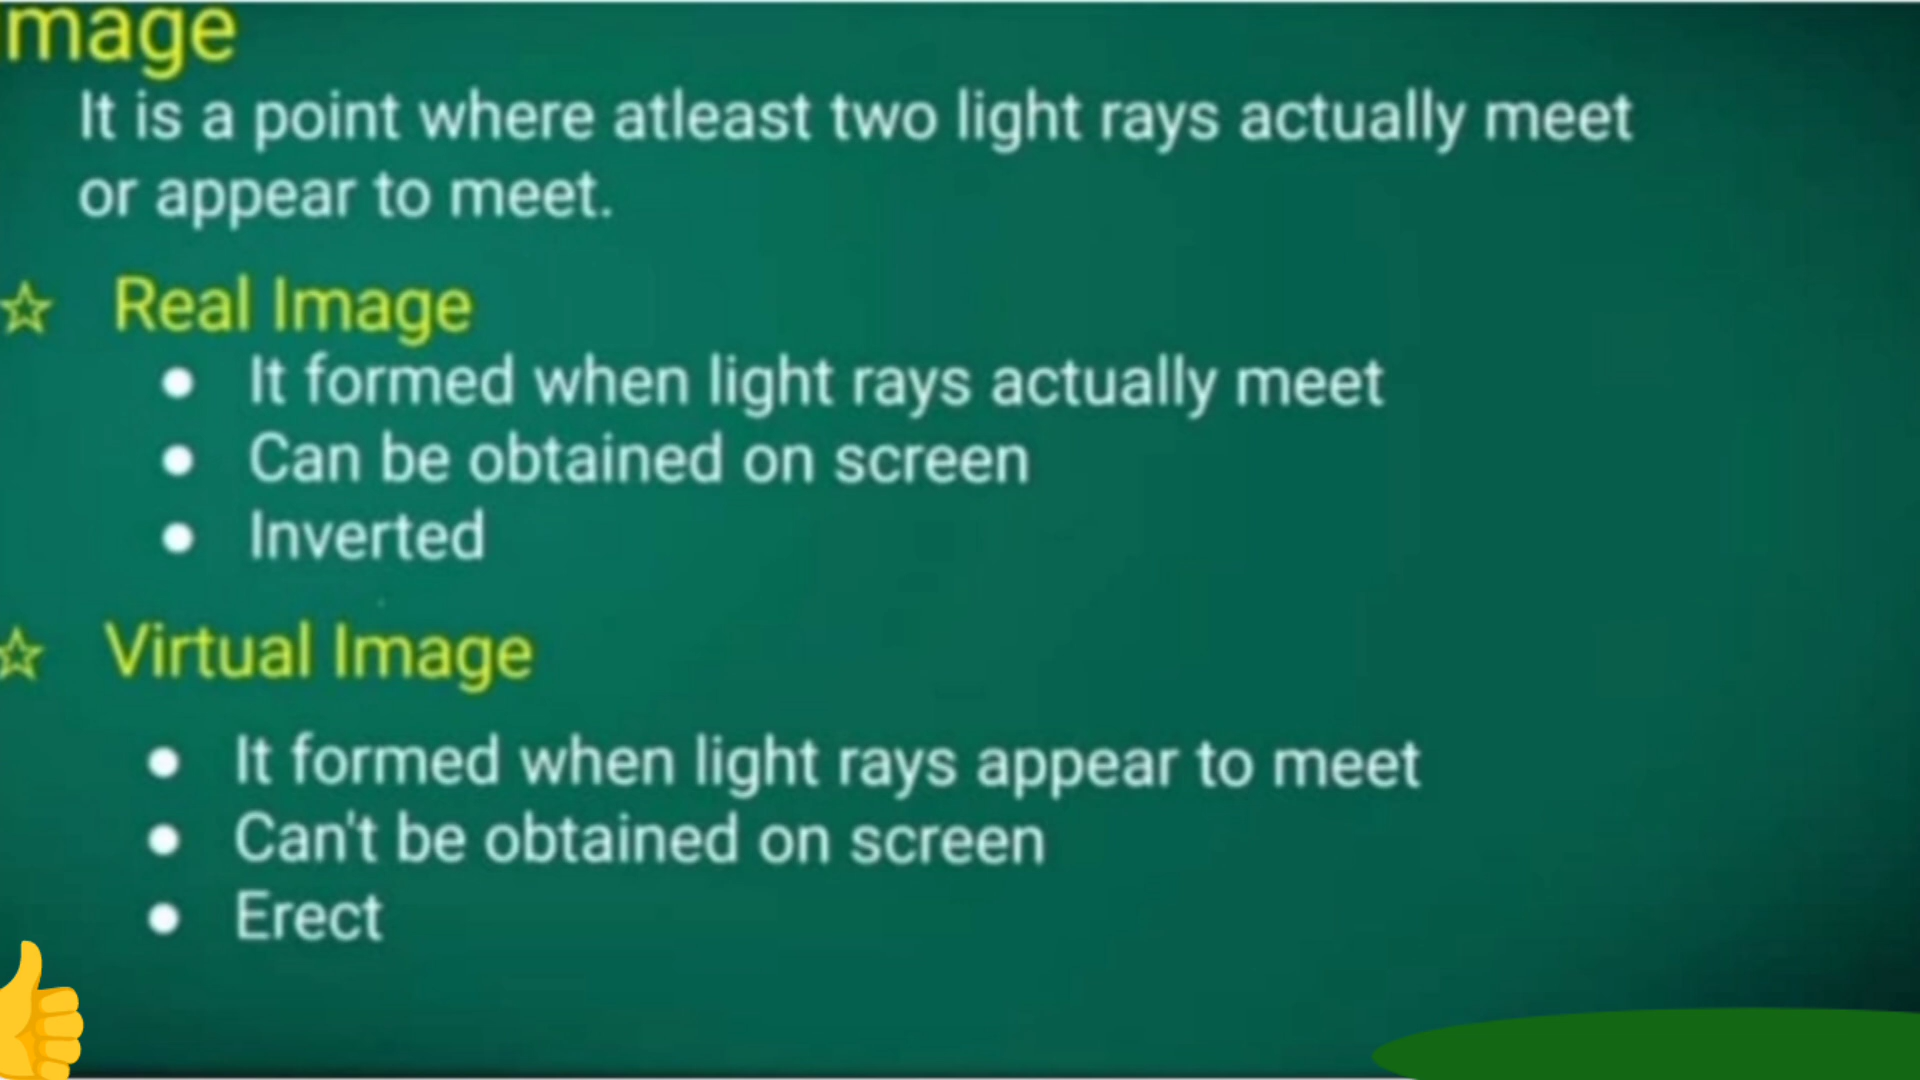 mage
It is a point where atleast two light rays actually meet
or appear to meet.
☆ Real Image
● It formed when light rays actually meet
● Can be obtained on screen
● Inverted
☆ Virtual Image
● It formed when light rays appear to meet
● Can't be obtained on screen
● Erect